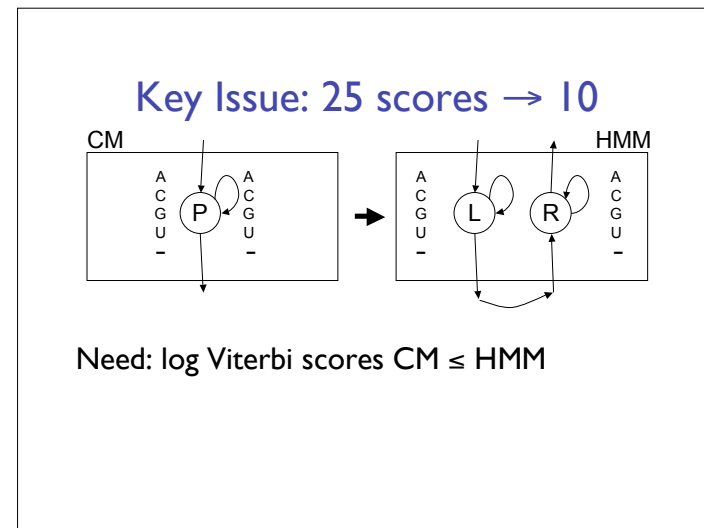 Key Issue: 25 scores → 10
CM
A
C
G
U
–
P
A
C
G
U
–
HMM
A
C
G
U
–
L
R
A
C
G
U
–
Need: log Viterbi scores CM ≤ HMM